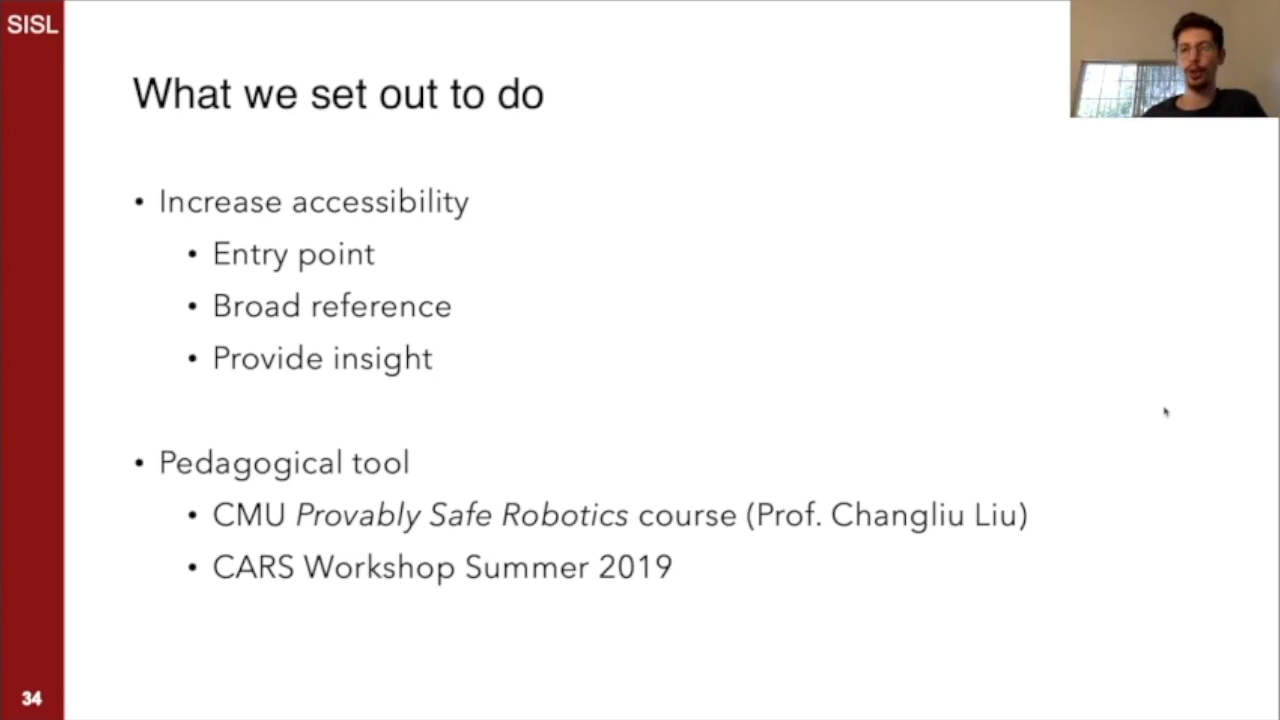 SISL
What we set out to do
• Increase accessibility
• Entry point
• Broad reference
• Provide insight
• Pedagogical tool
• CMU Provably Safe Robotics course (Prof. Changliu Liu)
• CARS Workshop Summer 2019
34